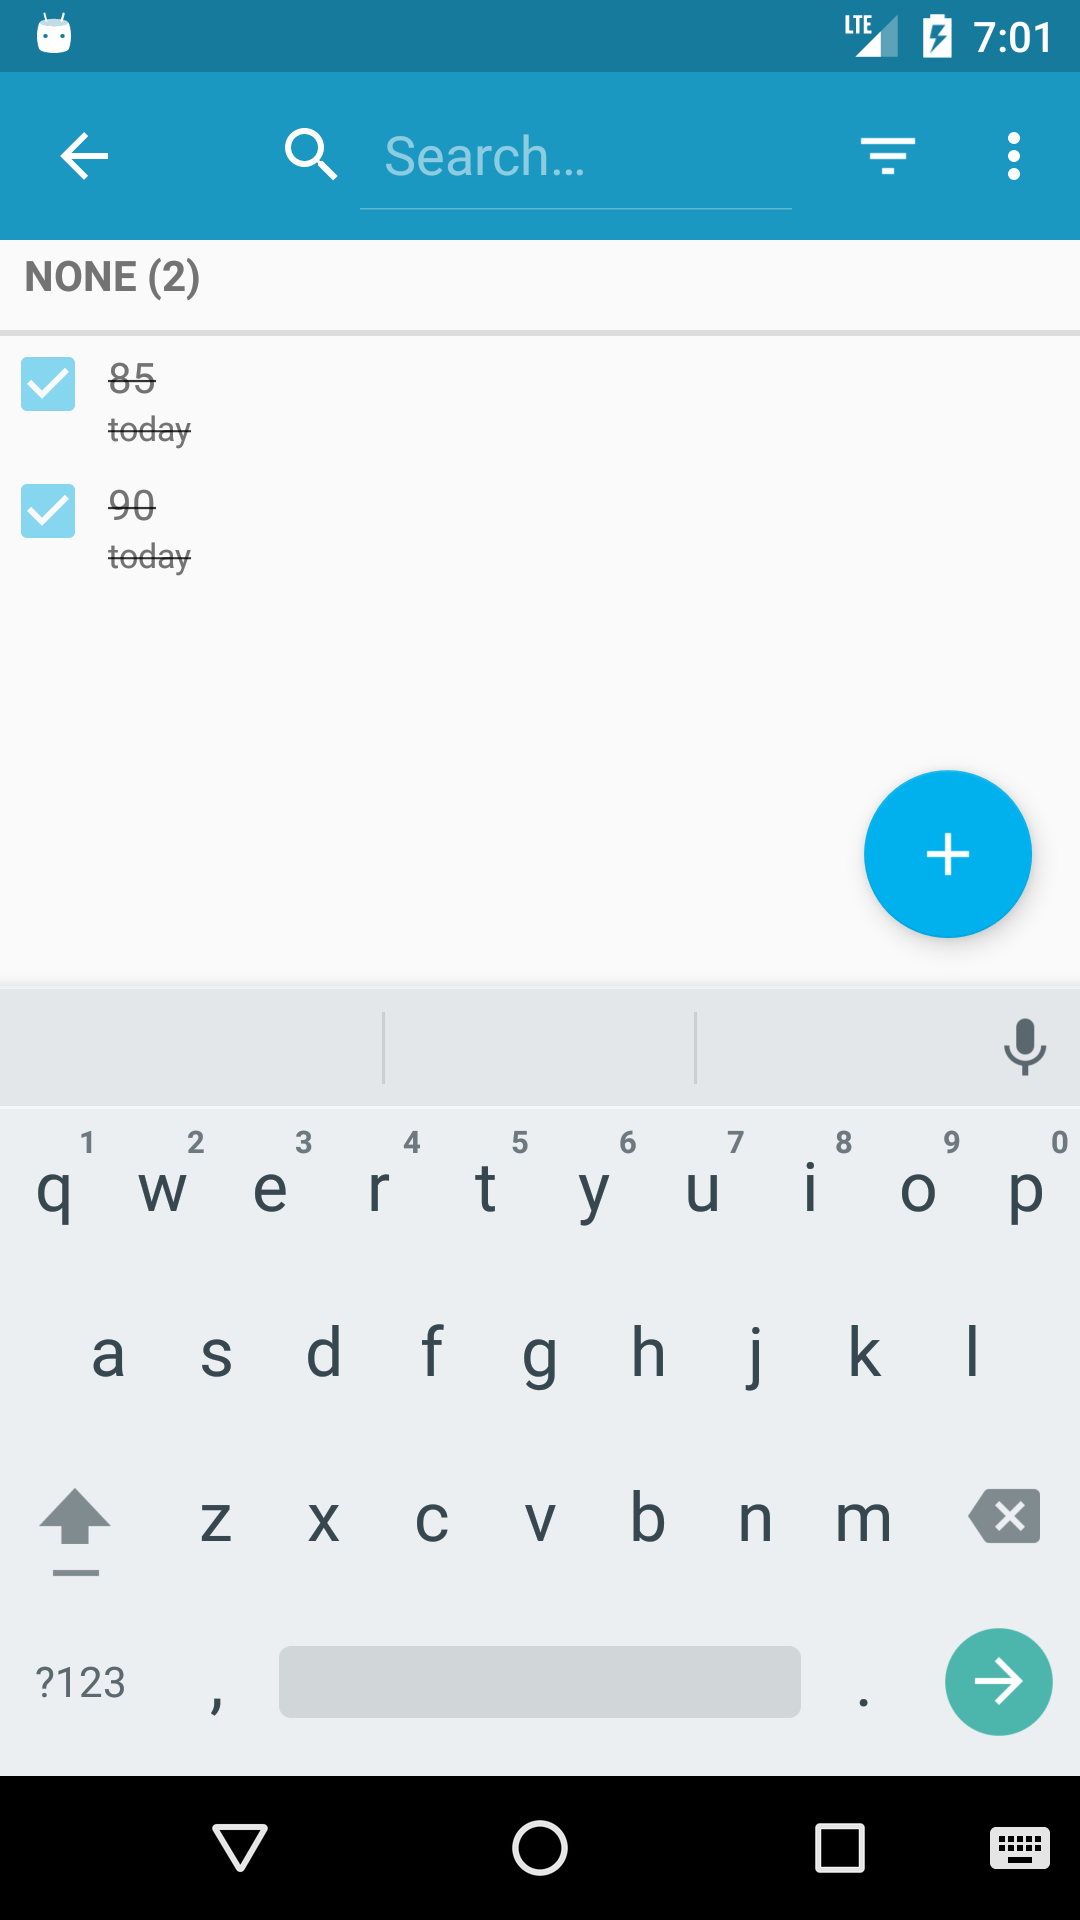 LTE 7:01
Search...
NONE (2)
85
today
90
today
1 2 3 4 5 6 7 8 9 0
q w e r t y u i o p
a s d f g h j k l
z x c v b n m
?123 , .